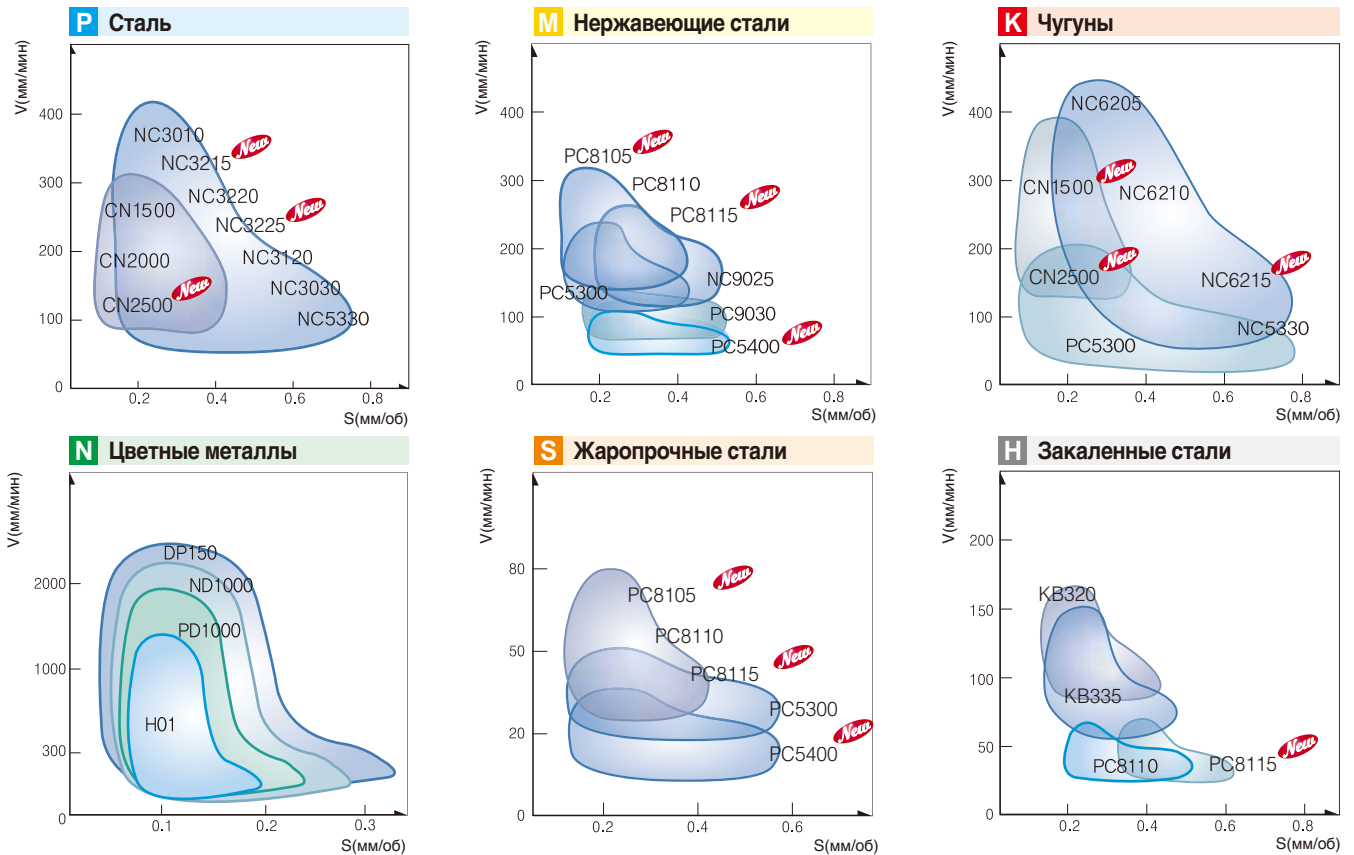 P Сталь
V(мм/мин)
400
300
200
100
0
NC3010
NC3215 New
NC3220
NC3225 New
NC3120
NC3030
NC5330
CN1500
CN2000
CN2500 New
0.2 0.4 0.6 0.8
S(мм/об)
M Нержавеющие стали
V(мм/мин)
400
300
200
100
0
PC8105 New
PC8110
PC8115 New
NC9025
PC5300
PC9030
PC5400 New
0.2 0.4 0.6 0.8
S(мм/об)
K Чугуны
V(мм/мин)
400
300
200
100
0
NC6205
CN1500 New
NC6210
CN2500 New
NC6215 New
NC5330
PC5300
0.2 0.4 0.6 0.8
S(мм/об)
N Цветные металлы
V(мм/мин)
2000
1000
300
0
DP150
ND1000
PD1000
H01
0.1 0.2 0.3
S(мм/об)
S Жаропрочные стали
V(мм/мин)
80
50
20
0
PC8105 New
PC8110
PC8115 New
PC5300
PC5400 New
0.2 0.4 0.6
S(мм/об)
H Закаленные стали
V(мм/мин)
200
150
100
50
0
KB320
KB335
PC8110
PC8115 New
0.2 0.4 0.6 0.8
S(мм/об)